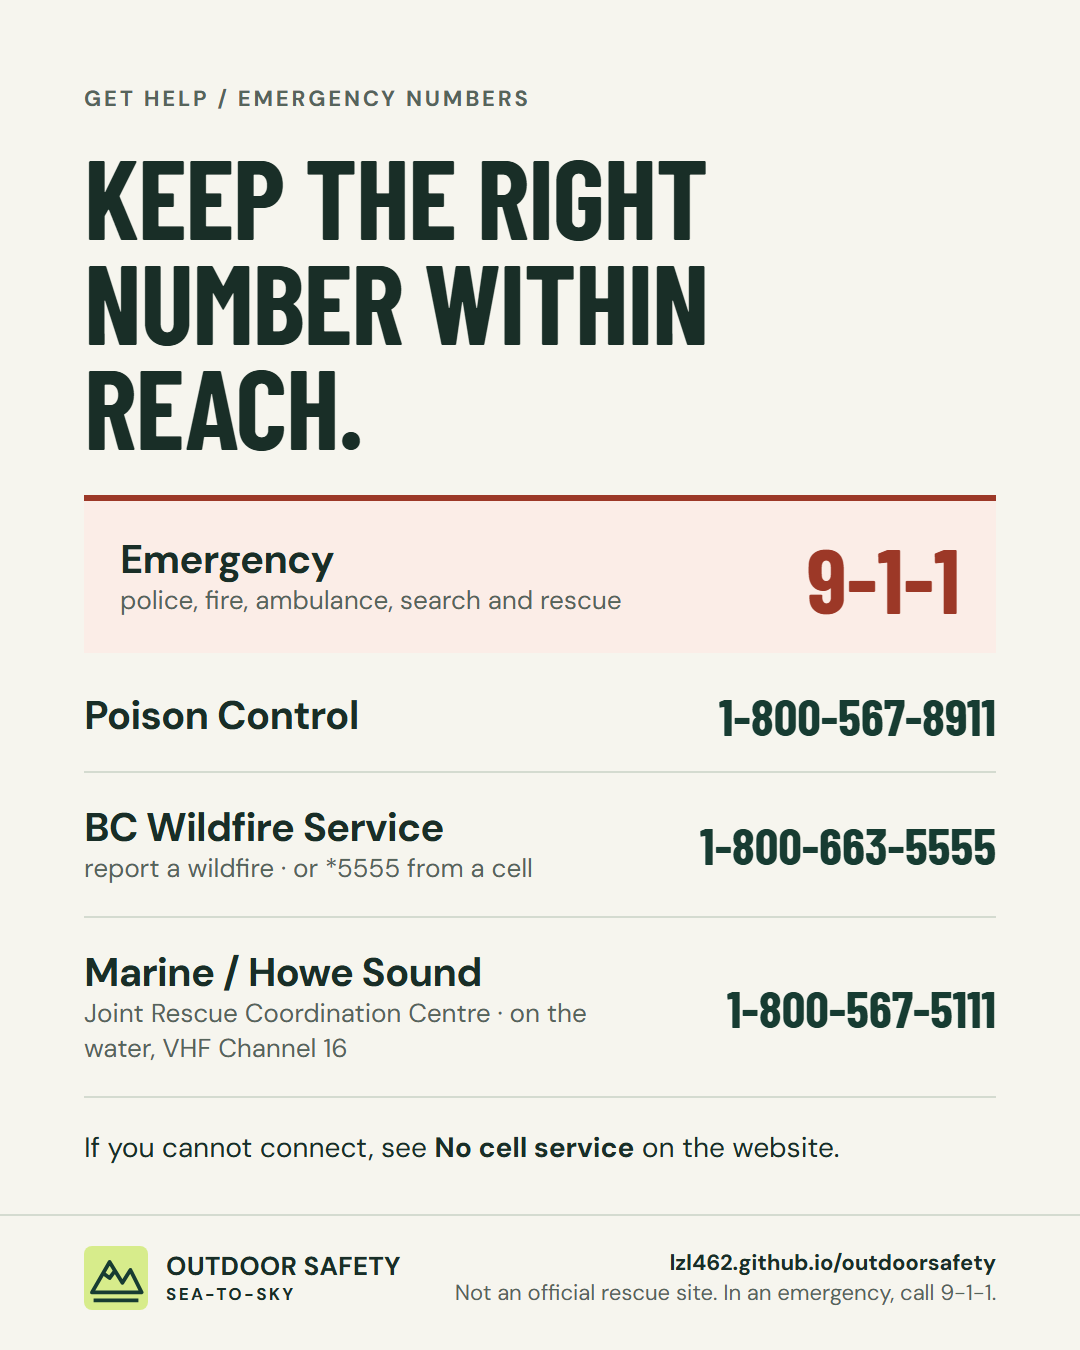 GET HELP / EMERGENCY NUMBERS
KEEP THE RIGHT
NUMBER WITHIN
REACH.
Emergency
police, fire, ambulance, search and rescue
9-1-1
Poison Control
1-800-567-8911
BC Wildfire Service
report a wildfire · or *5555 from a cell
1-800-663-5555
Marine / Howe Sound
Joint Rescue Coordination Centre · on the
water, VHF Channel 16
1-800-567-5111
If you cannot connect, see No cell service on the website.
OUTDOOR SAFETY
SEA-TO-SKY
lzl462.github.io/outdoorsafety
Not an official rescue site. In an emergency, call 9-1-1.